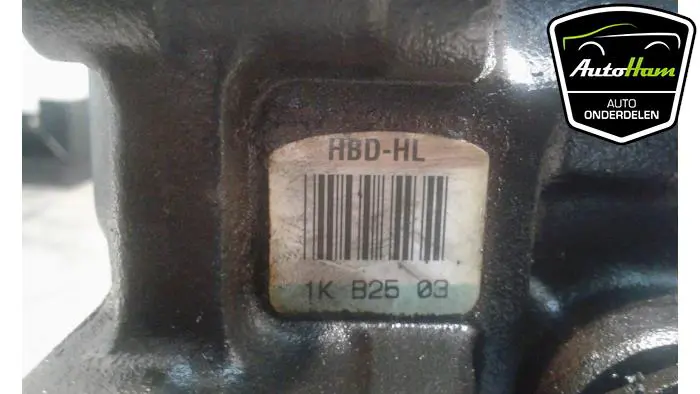 HBD-HL
1K B25 03
AutoHam
AUTO
ONDERDELEN